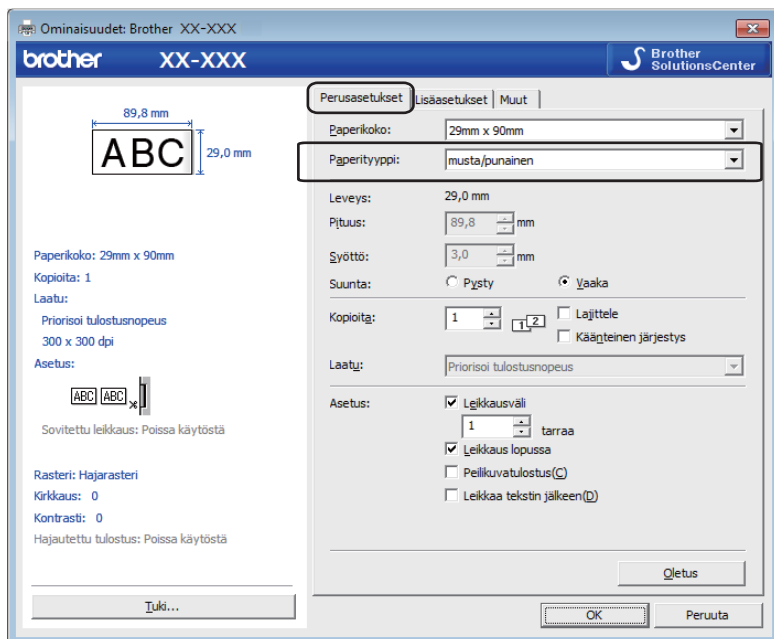 Ominaisuudet: Brother XX-XXX
brother XX-XXX
Brother
SolutionsCenter
89,8 mm
ABC
29,0 mm
Paperikoko: 29mm x 90mm
Kopioita: 1
Laatu:
Priorisoi tulostusnopeus
300 x 300 dpi
Asetus:
ABC ABC
Sovitettu leikkaus: Poissa käytöstä
Rasteri: Hajarasteri
Kirkkaus: 0
Kontrasti: 0
Hajautettu tulostus: Poissa käytöstä
Tuki...
Perusasetukset Lisäasetukset Muut
Paperikoko: 29mm x 90mm
Paperityyppi: musta/punainen
Leveys: 29,0 mm
Pituus: 89,8 mm
Syöttö: 3,0 mm
Suunta: Pysty Vaaka
Kopioita: 1 1 2 Lajittele
Käänteinen järjestys
Laatu: Priorisoi tulostusnopeus
Asetus: Leikkausväli
1 tarraa
Leikkaus lopussa
Peilikuvatulostus(C)
Leikkaa tekstin jälkeen(D)
Oletus
OK Peruuta